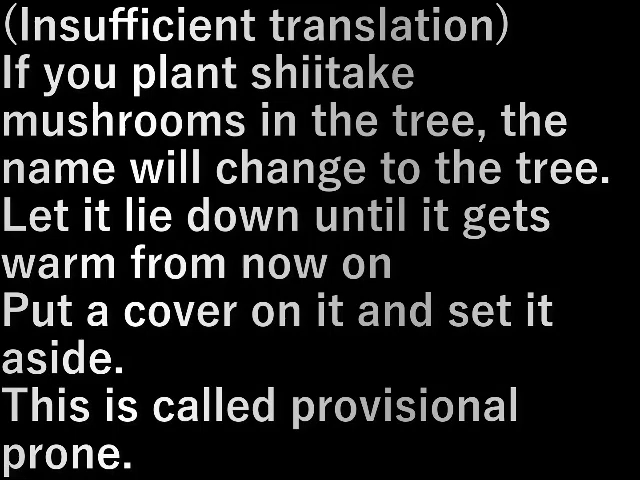 (Insufficient translation)
If you plant shiitake
mushrooms in the tree, the
name will change to the tree.
Let it lie down until it gets
warm from now on
Put a cover on it and set it
aside.
This is called provisional
prone.